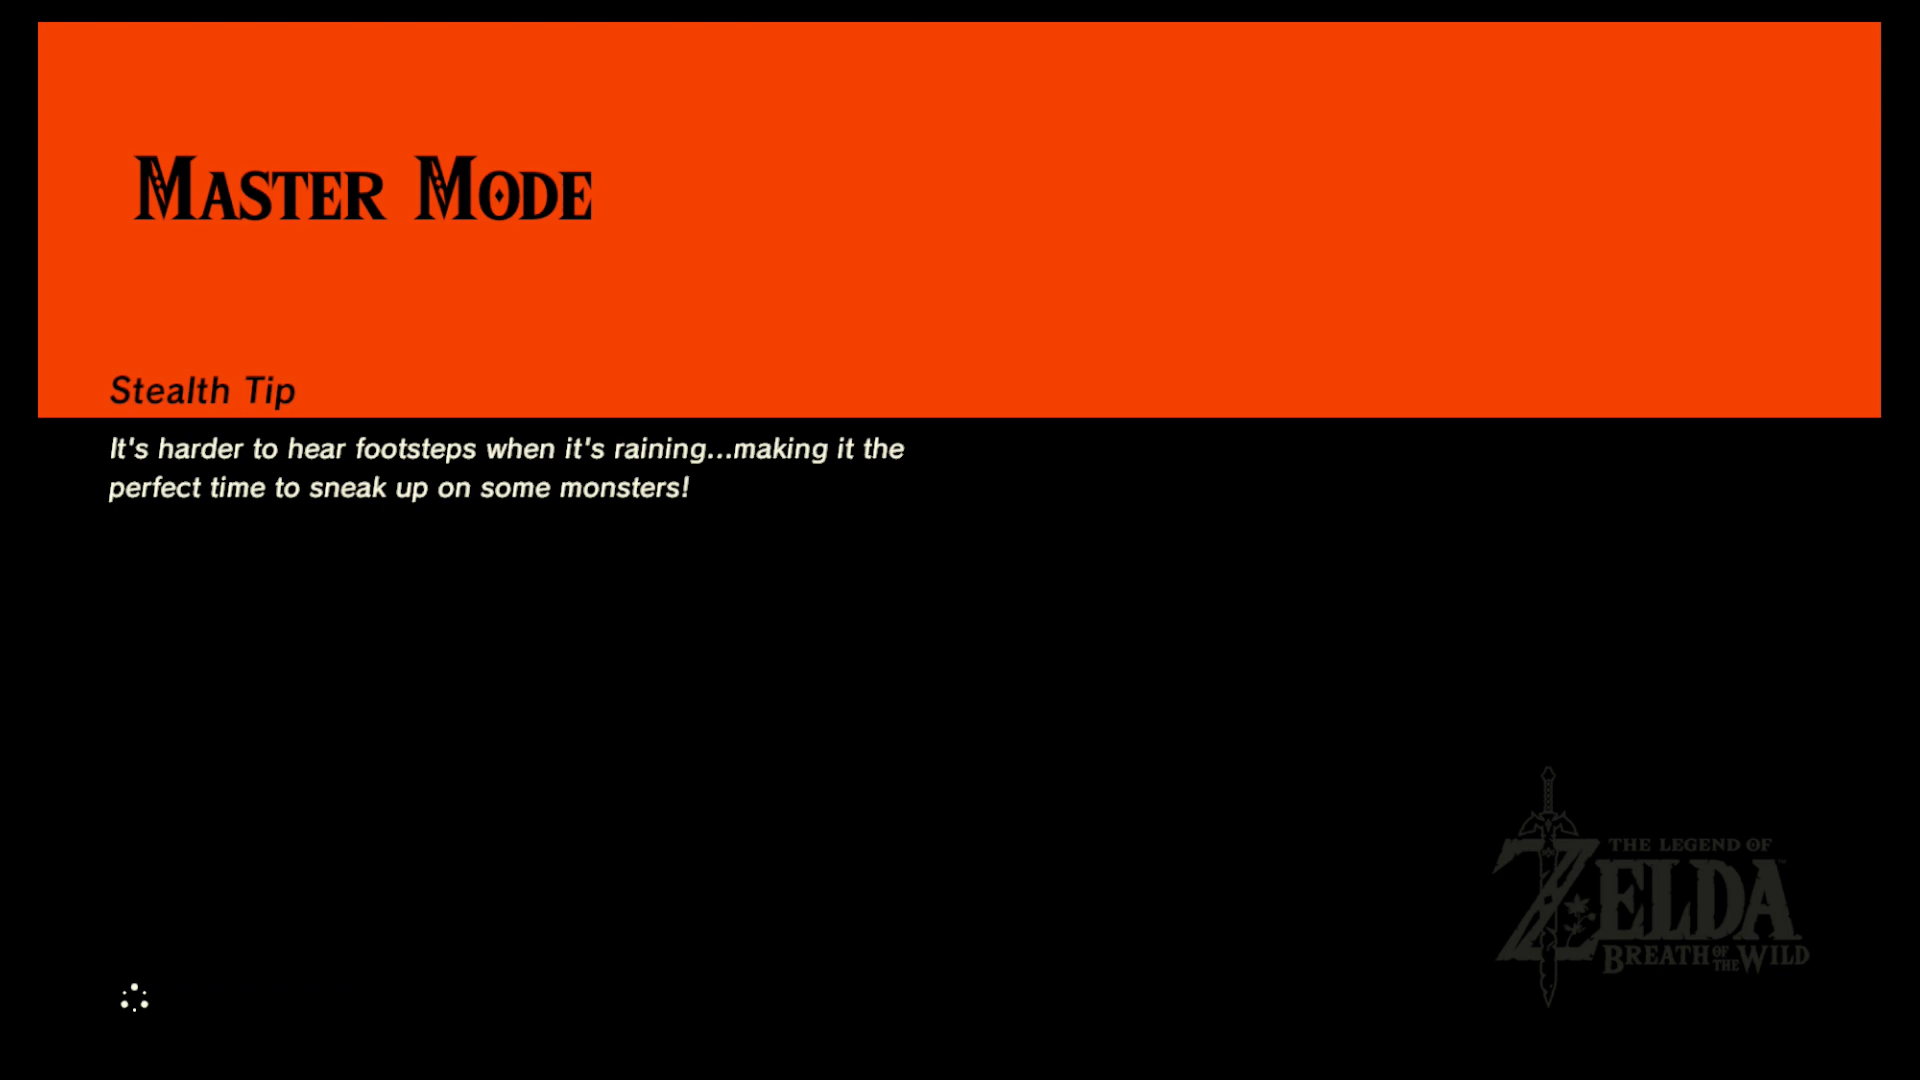 MASTER MODE
Stealth Tip
It's harder to hear footsteps when it's raining...making it the
perfect time to sneak up on some monsters!
THE LEGEND OF
ZELDA™
BREATH OF THE WILD